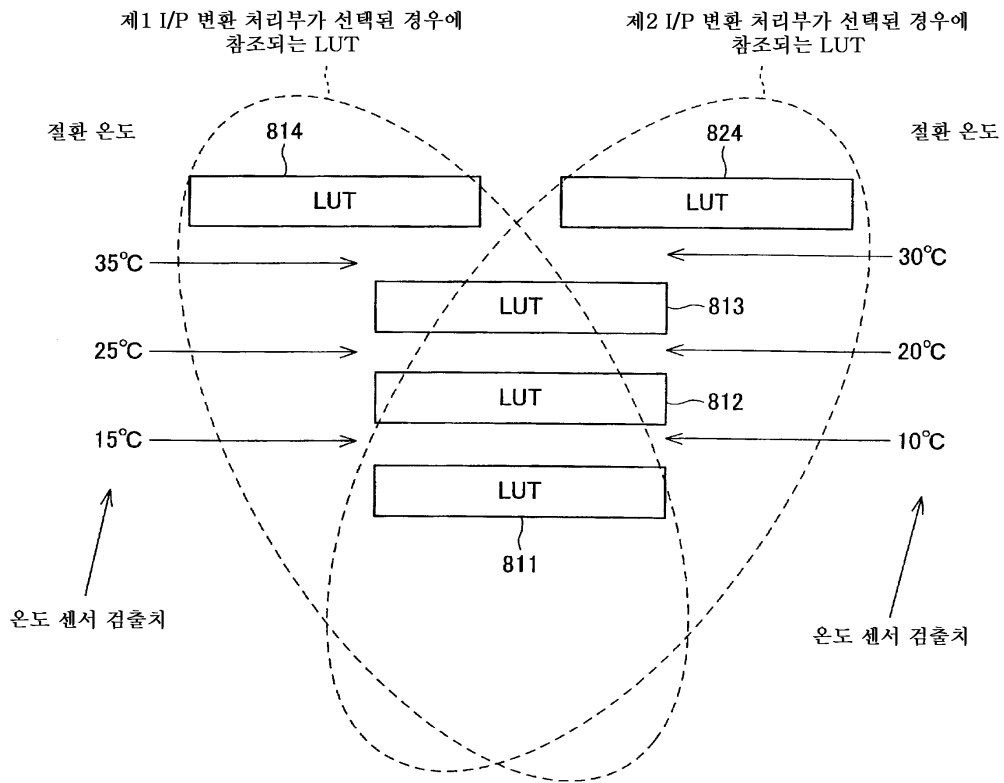 제1 I/P 변환 처리부가 선택된 경우에
참조되는 LUT
제2 I/P 변환 처리부가 선택된 경우에
참조되는 LUT
절환 온도
814
824
절환 온도
LUT
LUT
35℃
30℃
LUT
813
25℃
20℃
LUT
812
15℃
10℃
LUT
811
온도 센서 검출치
온도 센서 검출치